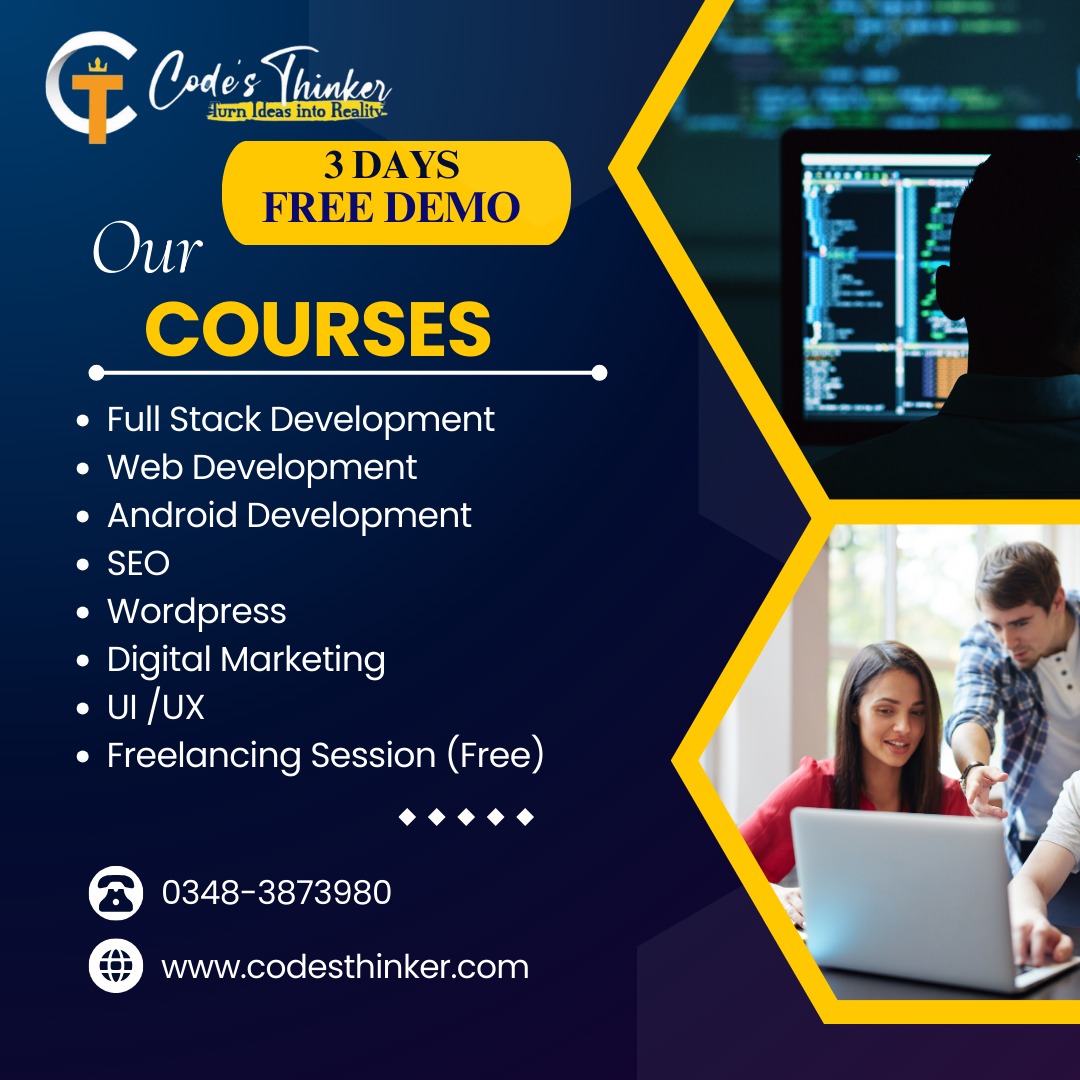 Code's Thinker
Turn Ideas into Reality
3 DAYS
FREE DEMO
Our
COURSES
• Full Stack Development
• Web Development
• Android Development
• SEO
• Wordpress
• Digital Marketing
• UI /UX
• Freelancing Session (Free)
0348-3873980
www.codesthinker.com